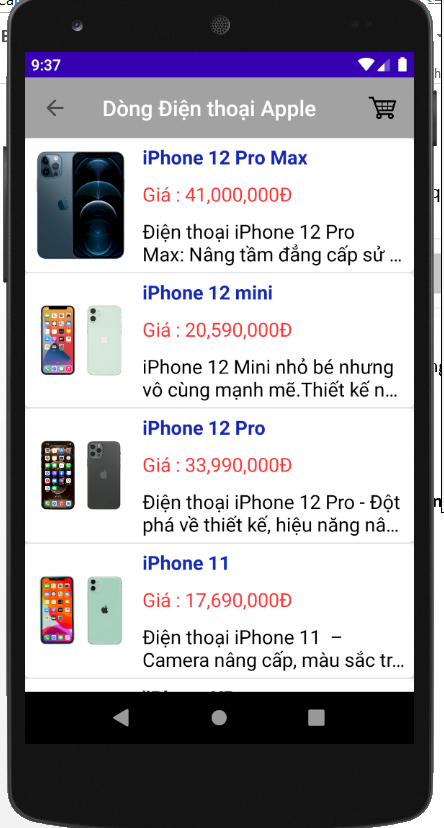 9:37
Dòng Điện thoại Apple
iPhone 12 Pro Max
Giá : 41,000,000Đ
Điện thoại iPhone 12 Pro
Max: Nâng tầm đẳng cấp sử ...
iPhone 12 mini
Giá : 20,590,000Đ
iPhone 12 Mini nhỏ bé nhưng
vô cùng mạnh mẽ.Thiết kế n...
iPhone 12 Pro
Giá : 33,990,000Đ
Điện thoại iPhone 12 Pro - Đột
phá về thiết kế, hiệu năng nâ...
iPhone 11
Giá : 17,690,000Đ
Điện thoại iPhone 11  –
Camera nâng cấp, màu sắc tr...